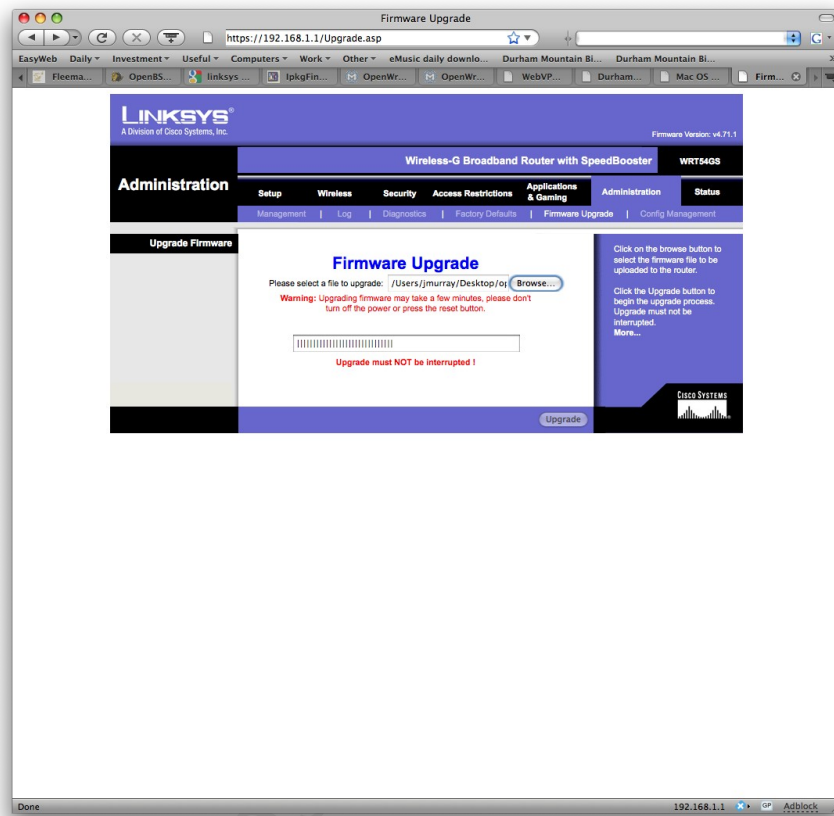 Firmware Upgrade
https://192.168.1.1/Upgrade.asp
G
EasyWeb Daily Investment Useful Computers Work Other eMusic daily downlo... Durham Mountain Bi... Durham Mountain Bi...
Fleema... OpenBS... linksys ... IpkgFin... OpenWr... OpenWr... WebVP... Durham... Mac OS ... Firm...
LINKSYS®
A Division of Cisco Systems, Inc.
Firmware Version: v4.71.1
Wireless-G Broadband Router with SpeedBooster WRT54GS
Administration
Setup Wireless Security Access Restrictions Applications & Gaming Administration Status
Management | Log | Diagnostics | Factory Defaults | Firmware Upgrade | Config Management
Upgrade Firmware
Firmware Upgrade
Please select a file to upgrade: /Users/jmurray/Desktop/op Browse...
Warning: Upgrading firmware may take a few minutes, please don't
turn off the power or press the reset button.
Upgrade must NOT be interrupted !
Click on the browse button to
select the firmware file to be
uploaded to the router.
Click the Upgrade button to
begin the upgrade process.
Upgrade must not be
interrupted.
More...
CISCO SYSTEMS
Upgrade
Done 192.168.1.1 GP Adblock